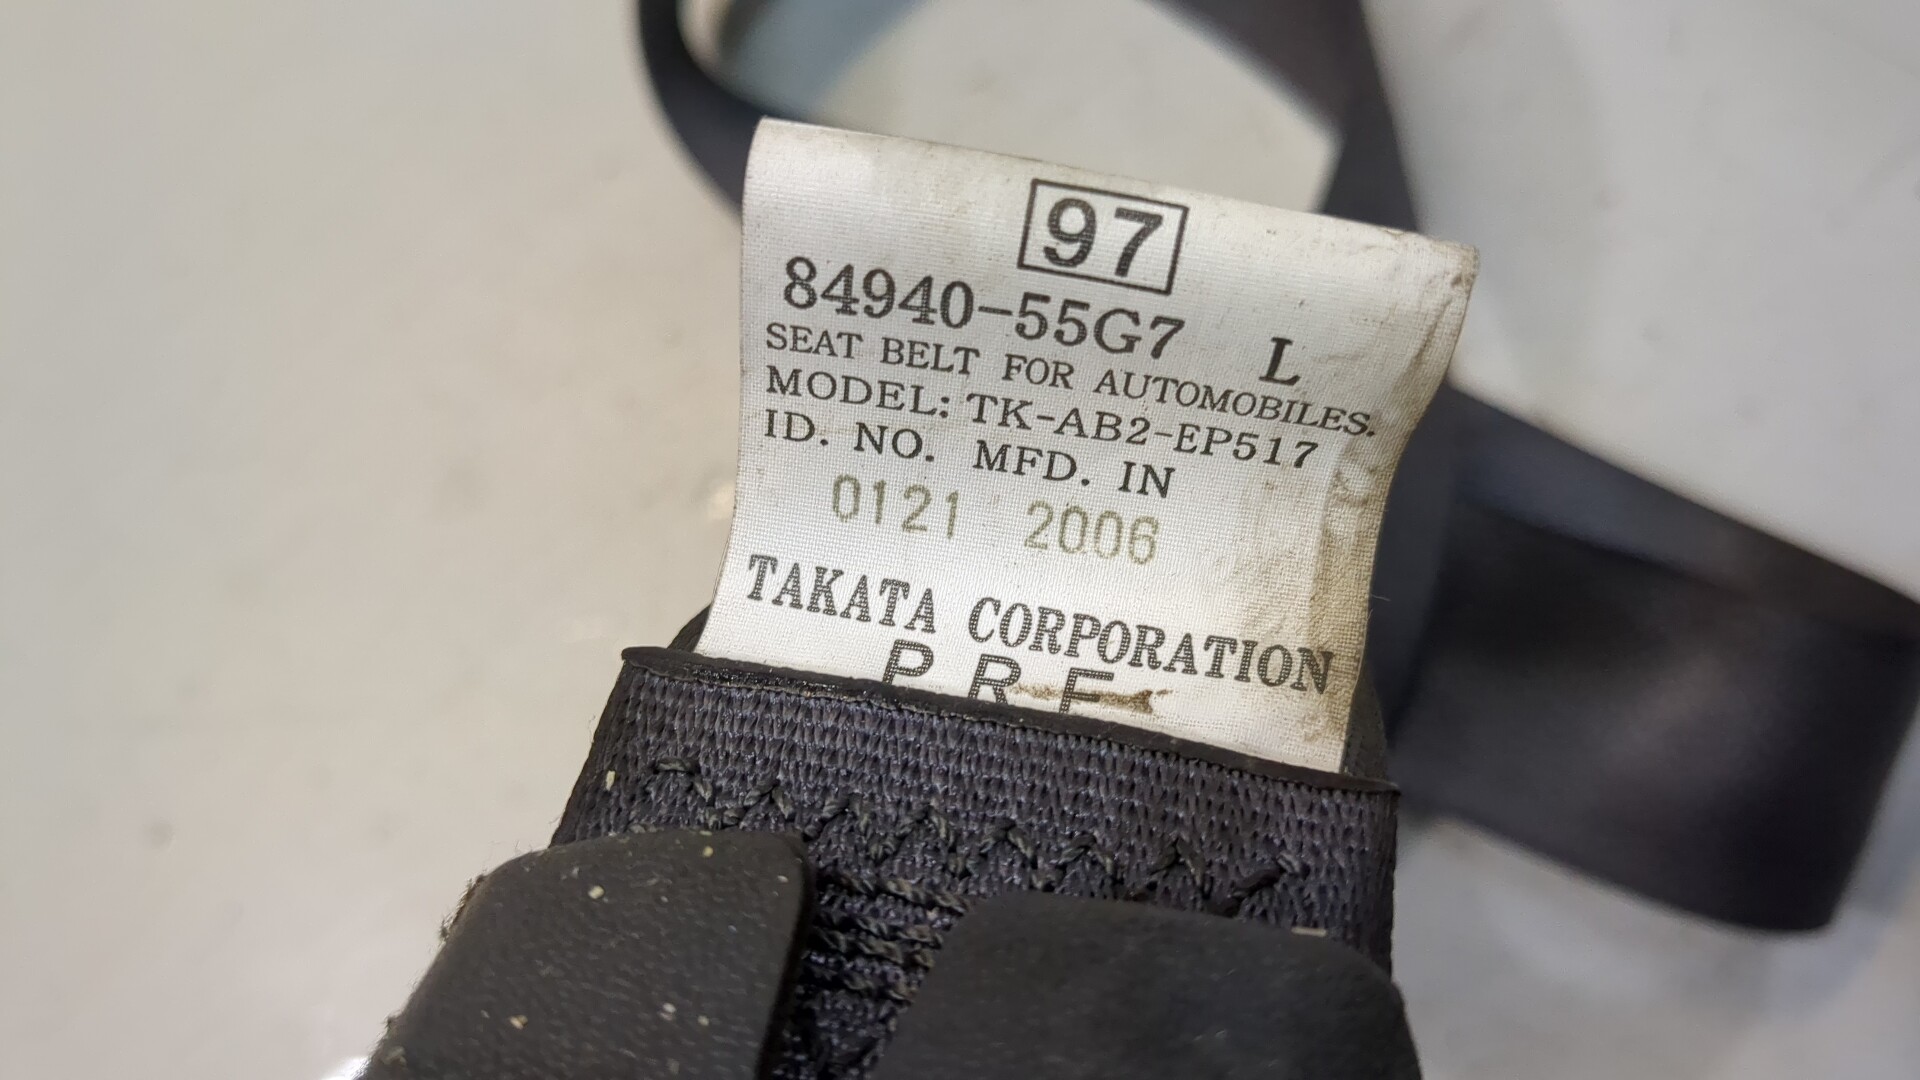 97
84940-55G7 L
SEAT BELT FOR AUTOMOBILES.
MODEL: TK-AB2-EP517
ID. NO. MFD. IN
0121 2006
TAKATA CORPORATION
P R F